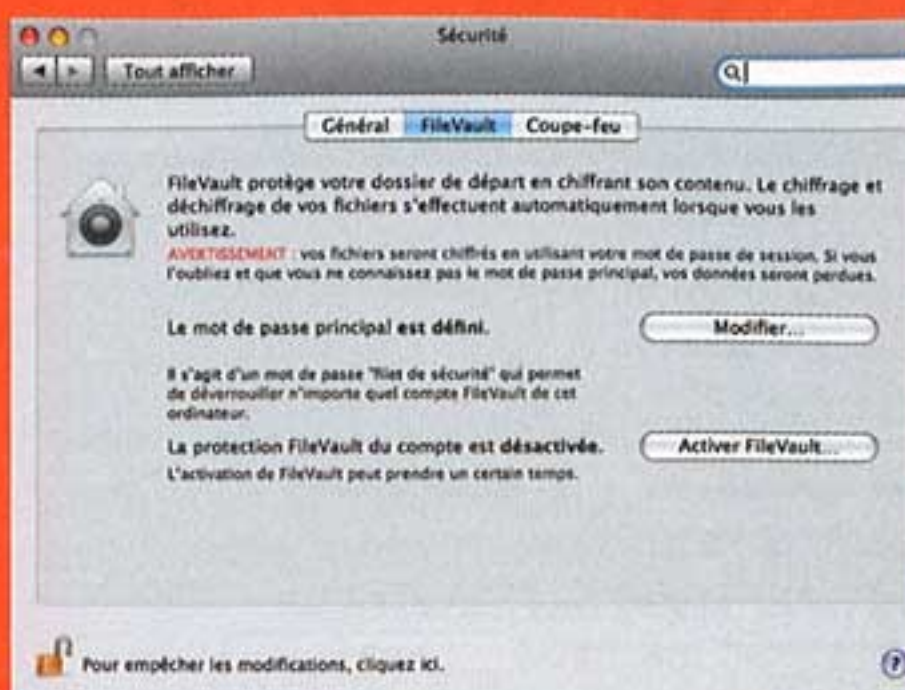 Sécurité
Tout afficher
Général FileVault Coupe-feu
FileVault protège votre dossier de départ en chiffrant son contenu. Le chiffrage et
déchiffrage de vos fichiers s'effectuent automatiquement lorsque vous les
utilisez.
AVERTISSEMENT : vos fichiers seront chiffrés en utilisant votre mot de passe de session. Si vous
l'oubliez et que vous ne connaissez pas le mot de passe principal, vos données seront perdues.
Le mot de passe principal est défini.
Modifier...
Il s'agit d'un mot de passe "filet de sécurité" qui permet
de déverrouiller n'importe quel compte FileVault de cet
ordinateur.
La protection FileVault du compte est désactivée.
Activer FileVault...
L'activation de FileVault peut prendre un certain temps.
Pour empêcher les modifications, cliquez ici.
?